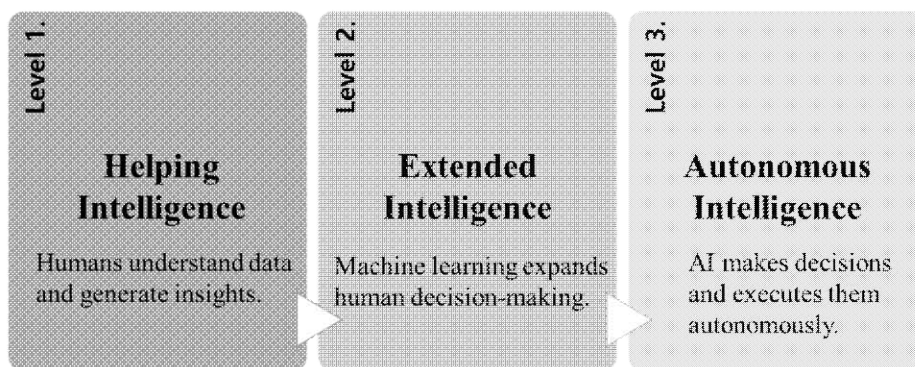 Level 1.
Helping
Intelligence
Humans understand data
and generate insights.
Level 2.
Extended
Intelligence
Machine learning expands
human decision-making.
Level 3.
Autonomous
Intelligence
AI makes decisions
and executes them
autonomously.